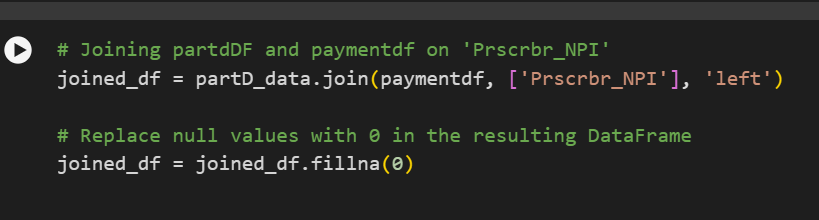 # Joining partdDF and paymentdf on 'Prscrbr_NPI'
joined_df = partD_data.join(paymentdf, ['Prscrbr_NPI'], 'left')
# Replace null values with 0 in the resulting DataFrame
joined_df = joined_df.fillna(0)